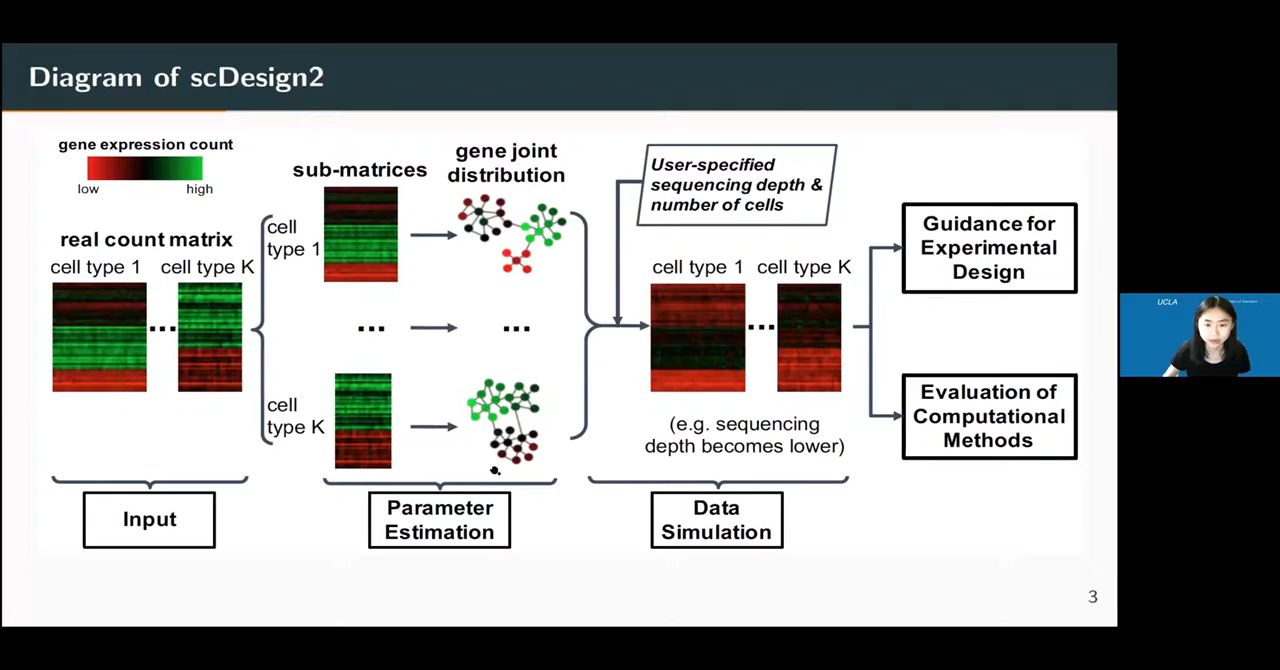 Diagram of scDesign2
gene expression count
low high
real count matrix
cell type 1 cell type K
...
sub-matrices
gene joint
distribution
cell
type 1
... ...
cell
type K
User-specified
sequencing depth &
number of cells
cell type 1 cell type K
...
(e.g. sequencing
depth becomes lower)
Guidance for
Experimental
Design
Evaluation of
Computational
Methods
Input
Parameter
Estimation
Data
Simulation
3
UCLA